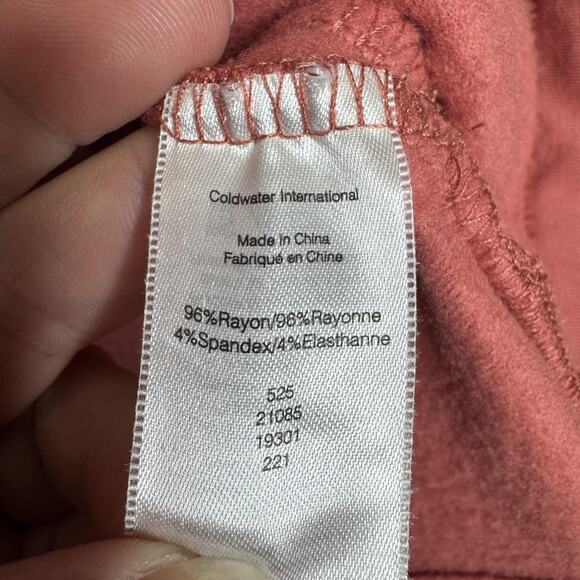 Coldwater International
Made in China
Fabriqué en Chine
96%Rayon/96%Rayonne
4%Spandex/4%Elasthanne
525
21085
19301
221